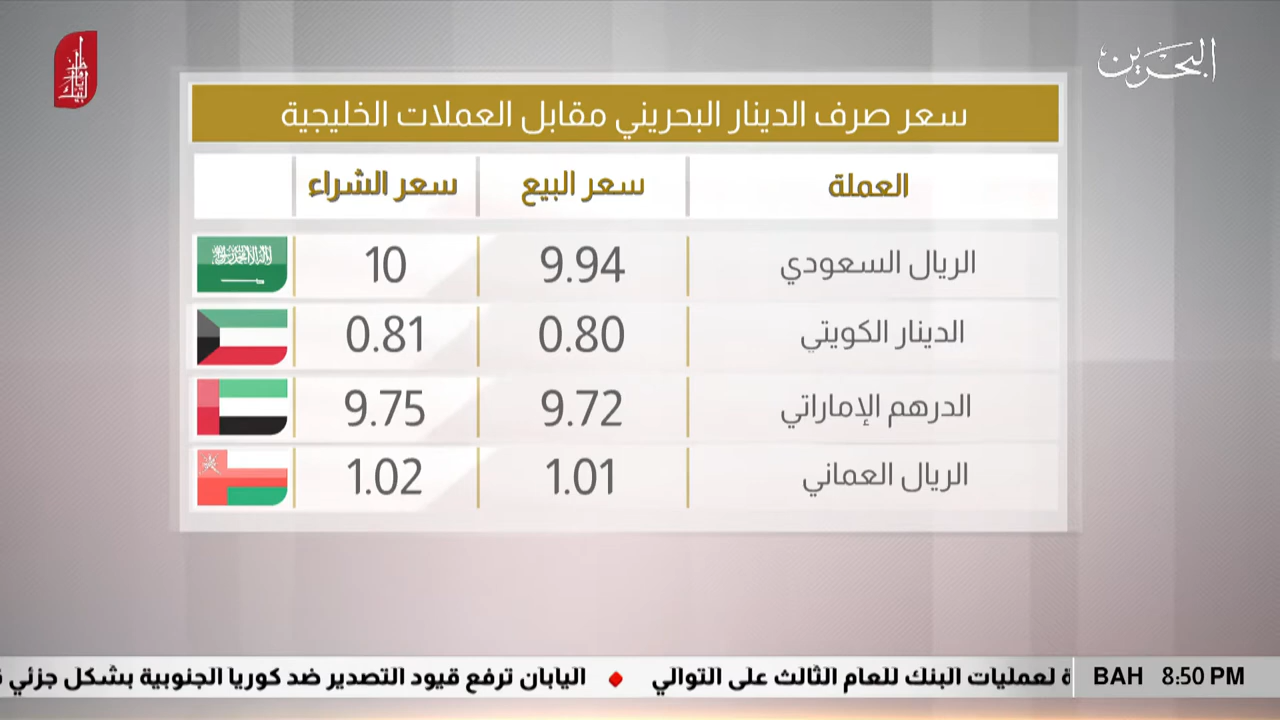 البحرين
سعر صرف الدينار البحريني مقابل العملات الخليجية
العملة سعر البيع سعر الشراء
الريال السعودي 9.94 10
الدينار الكويتي 0.80 0.81
الدرهم الإماراتي 9.72 9.75
الريال العماني 1.01 1.02
BAH 8:50 PM
ة لعمليات البنك للعام الثالث على التوالي اليابان ترفع قيود التصدير ضد كوريا الجنوبية بشكل جزئي